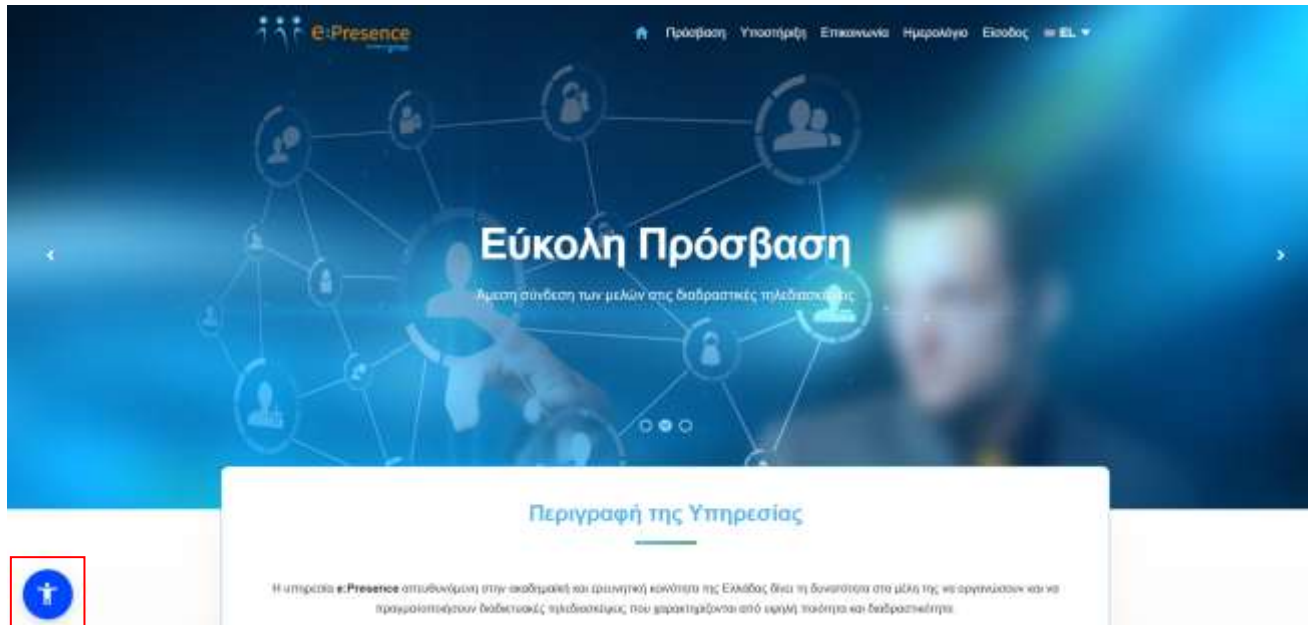 e:Presence
Πρόσβαση Υποστήριξη Επικοινωνία Ημερολόγιο Είσοδος EL
Εύκολη Πρόσβαση
Άμεση σύνδεση των μελών στις διαδραστικές τηλεδιασκέψεις
Περιγραφή της Υπηρεσίας
Η υπηρεσία e:Presence απευθυνόμενη στην ακαδημαϊκή και ερευνητική κοινότητα της Ελλάδας δίνει τη δυνατότητα στα μέλη της να οργανώσουν και να
πραγματοποιήσουν διαδικτυακές τηλεδιασκέψεις που χαρακτηρίζονται από υψηλή ποιότητα και διαδραστικότητα.